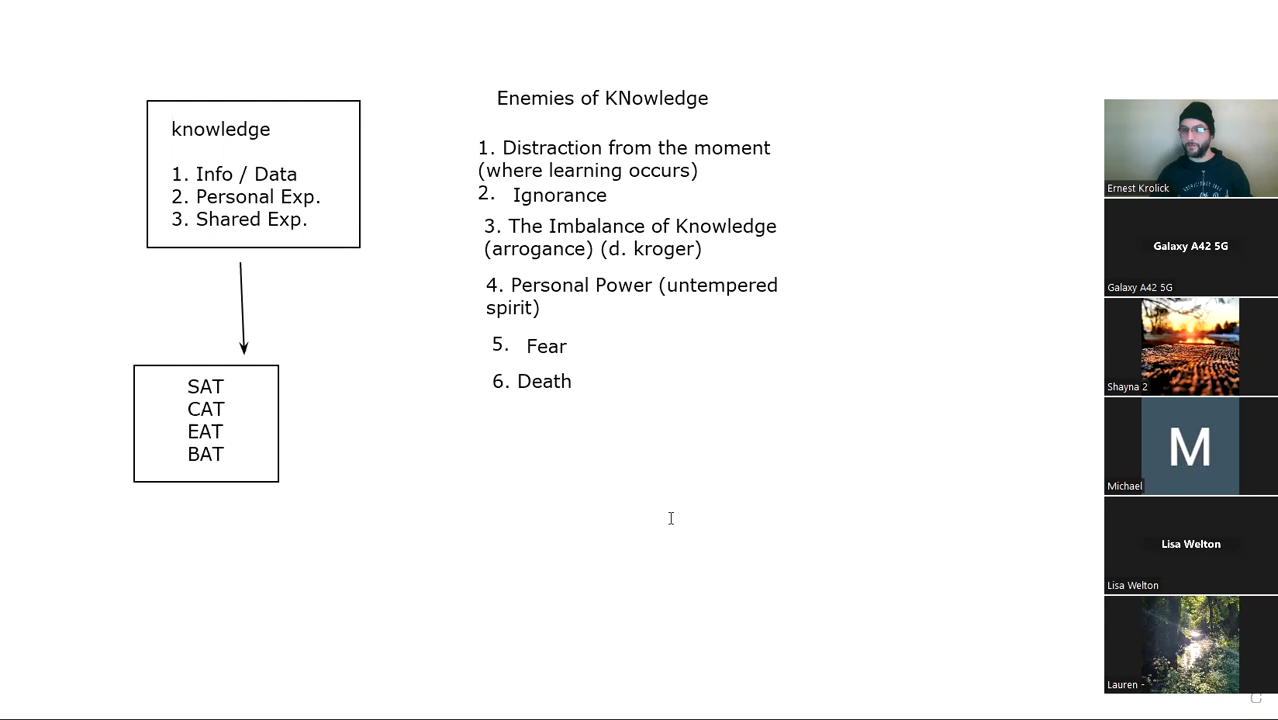 knowledge
1. Info / Data
2. Personal Exp.
3. Shared Exp.
SAT
CAT
EAT
BAT
Enemies of KNowledge
1. Distraction from the moment
(where learning occurs)
2. Ignorance
3. The Imbalance of Knowledge
(arrogance) (d. kroger)
4. Personal Power (untempered
spirit)
5. Fear
6. Death
Ernest Krolick
Galaxy A42 5G
Galaxy A42 5G
Shayna 2
M
Michael
Lisa Welton
Lisa Welton
Lauren -